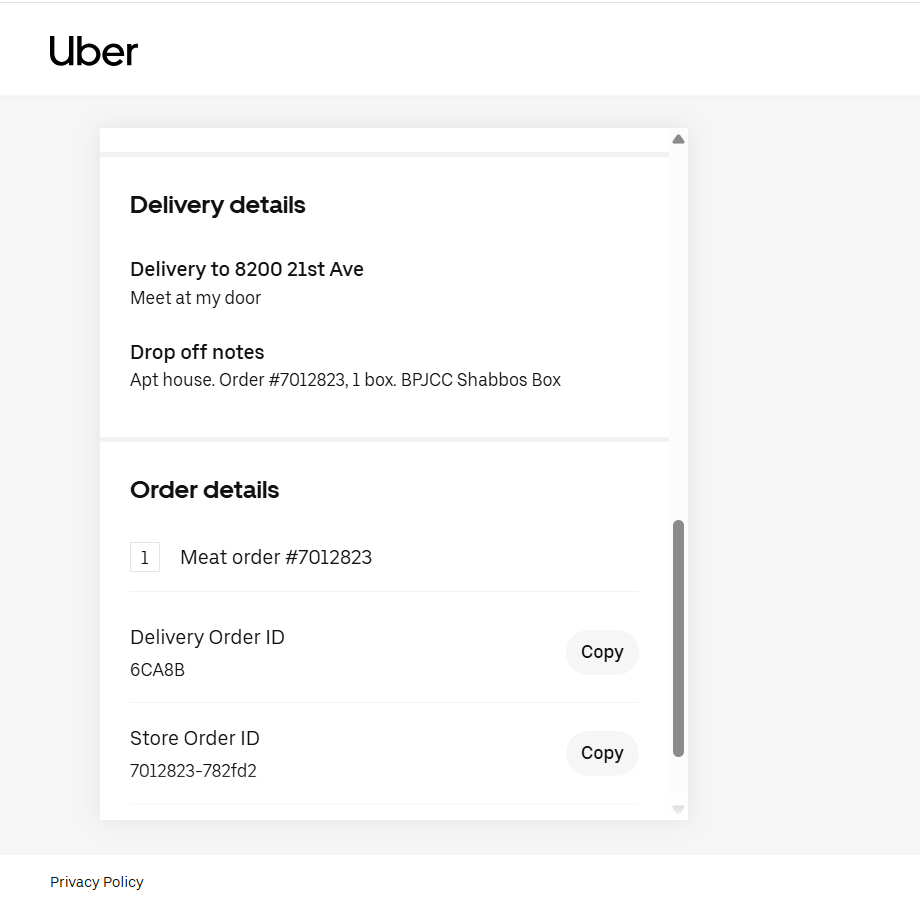 Uber
Delivery details
Delivery to 8200 21st Ave
Meet at my door
Drop off notes
Apt house. Order #7012823, 1 box. BPJCC Shabbos Box
Order details
1 Meat order #7012823
Delivery Order ID
6CA8B
Copy
Store Order ID
7012823-782fd2
Copy
Privacy Policy